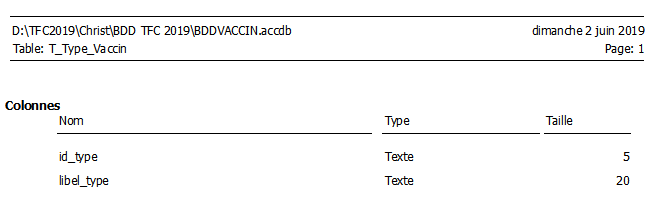 D:\TFC2019\Christ\BDD TFC 2019\BDDVACCIN.accdb dimanche 2 juin 2019
Table: T_Type_Vaccin Page: 1
Colonnes
Nom Type Taille
id_type Texte 5
libel_type Texte 20